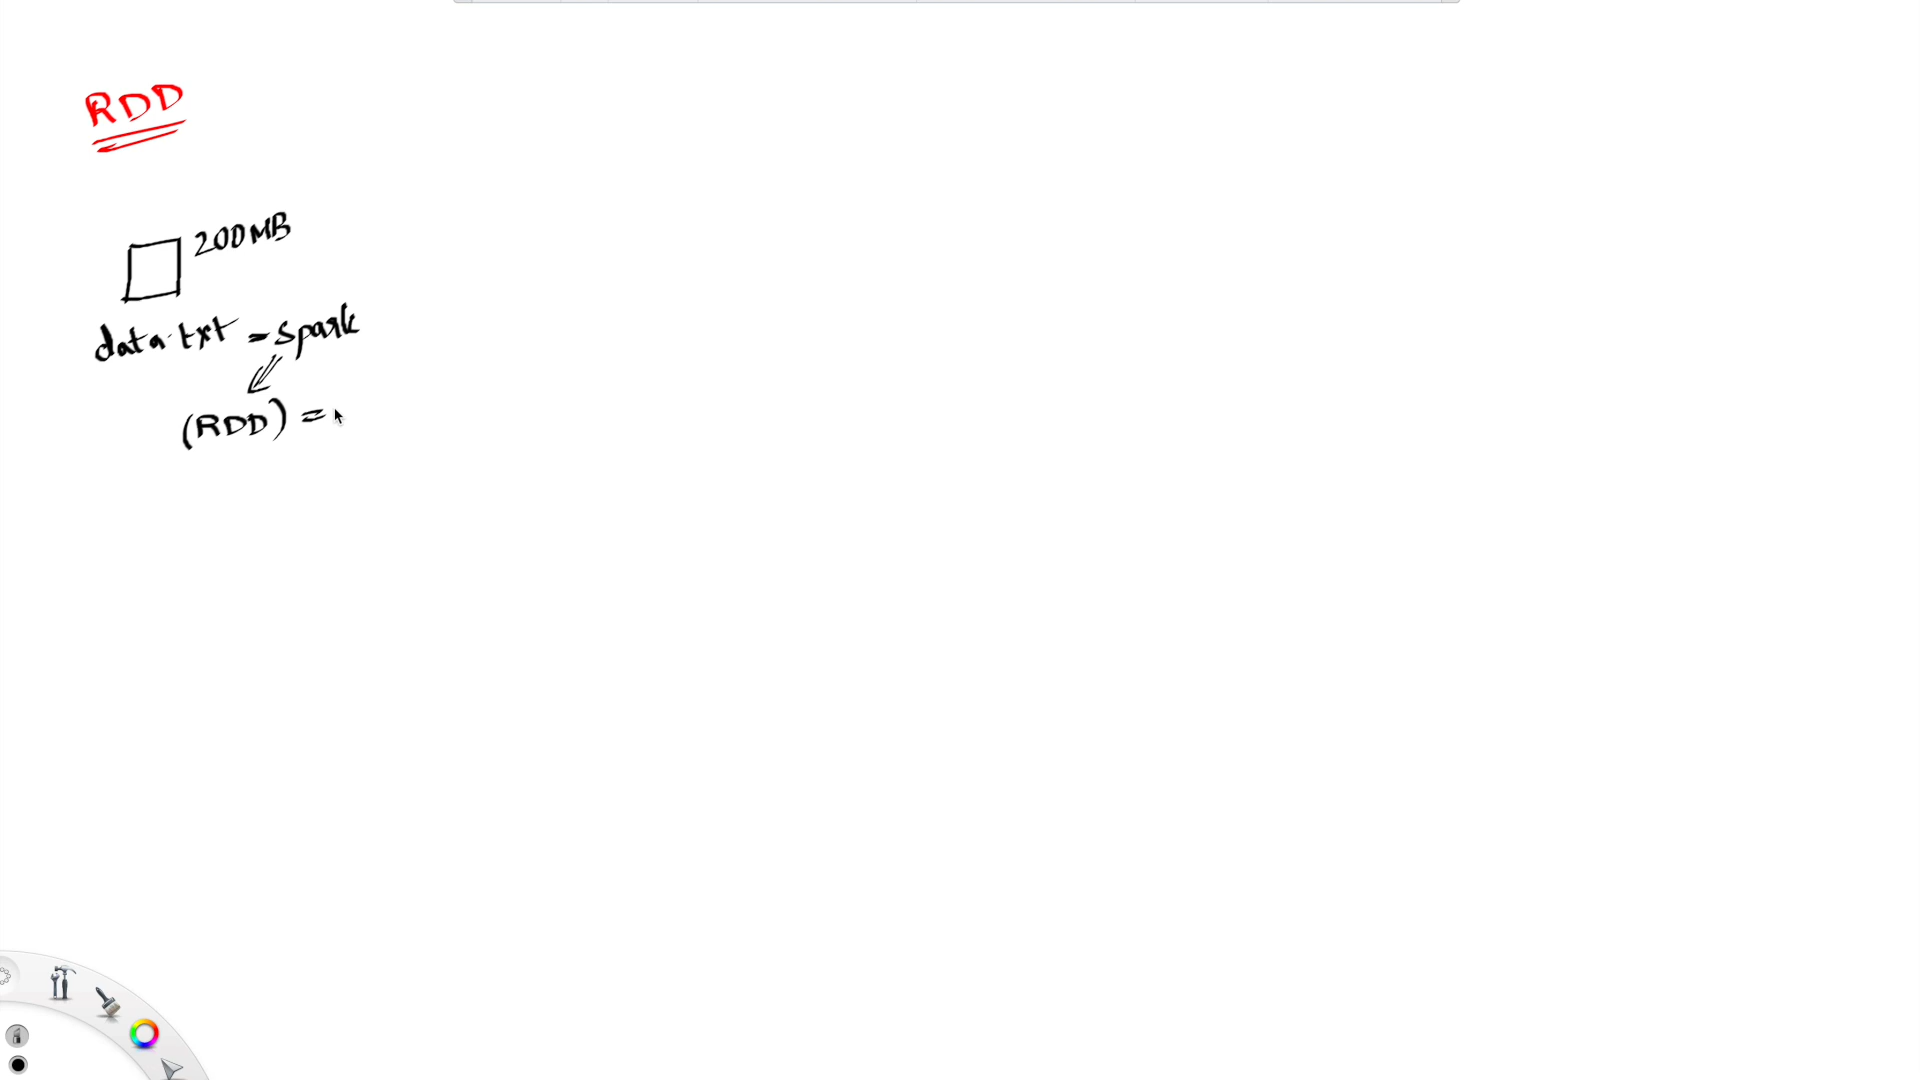 RDD
200MB
data.txt - spark
(RDD) =